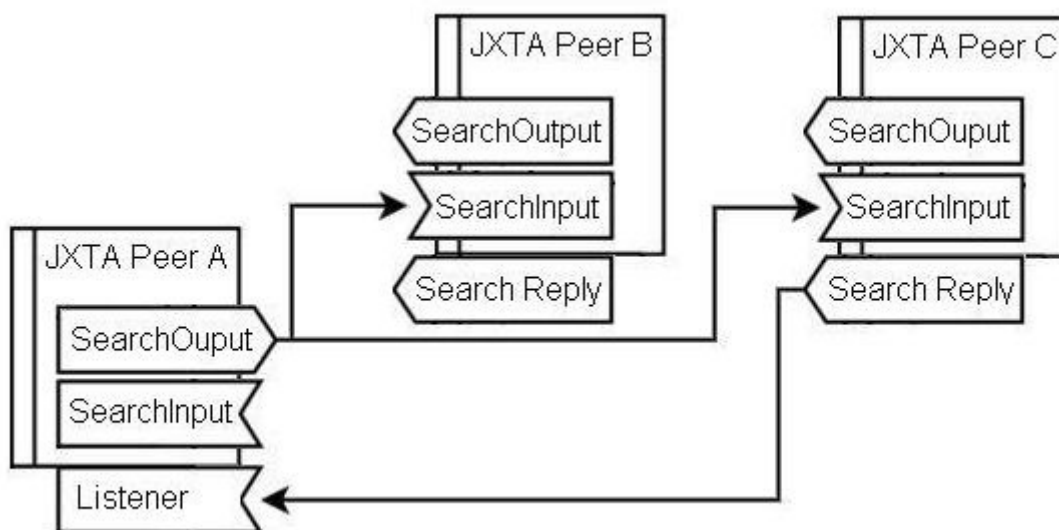 JXTA Peer B
SearchOutput
SearchInput
Search Reply
JXTA Peer C
SearchOuput
SearchInput
Search Reply
JXTA Peer A
SearchOuput
SearchInput
Listener